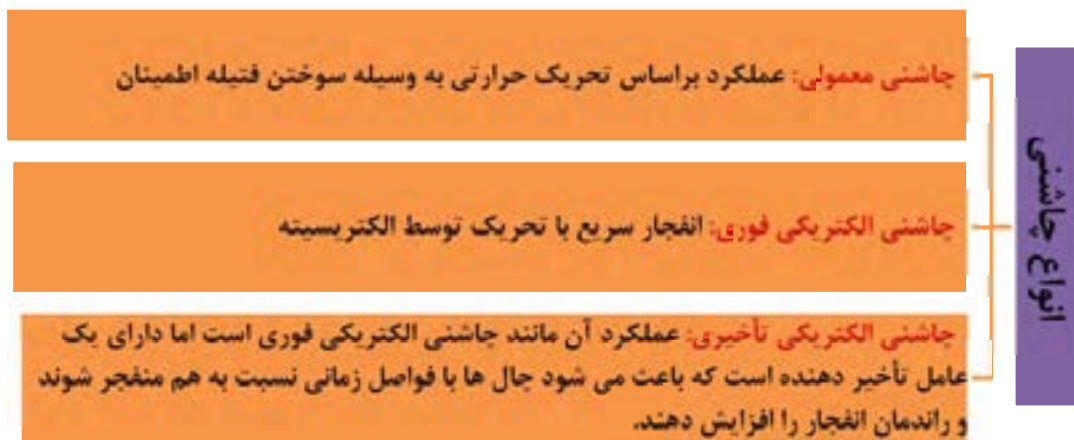 انواع چاشنی
چاشنی معمولی: عملکرد براساس تحریک حرارتی به وسیله سوختن فتیله اطمینان
چاشنی الکتریکی فوری: انفجار سریع با تحریک توسط الکتریسیته
چاشنی الکتریکی تأخیری: عملکرد آن مانند چاشنی الکتریکی فوری است اما دارای یک
عامل تأخیر دهنده است که باعث می شود چال ها با فواصل زمانی نسبت به هم منفجر شوند
و راندمان انفجار را افزایش دهند.